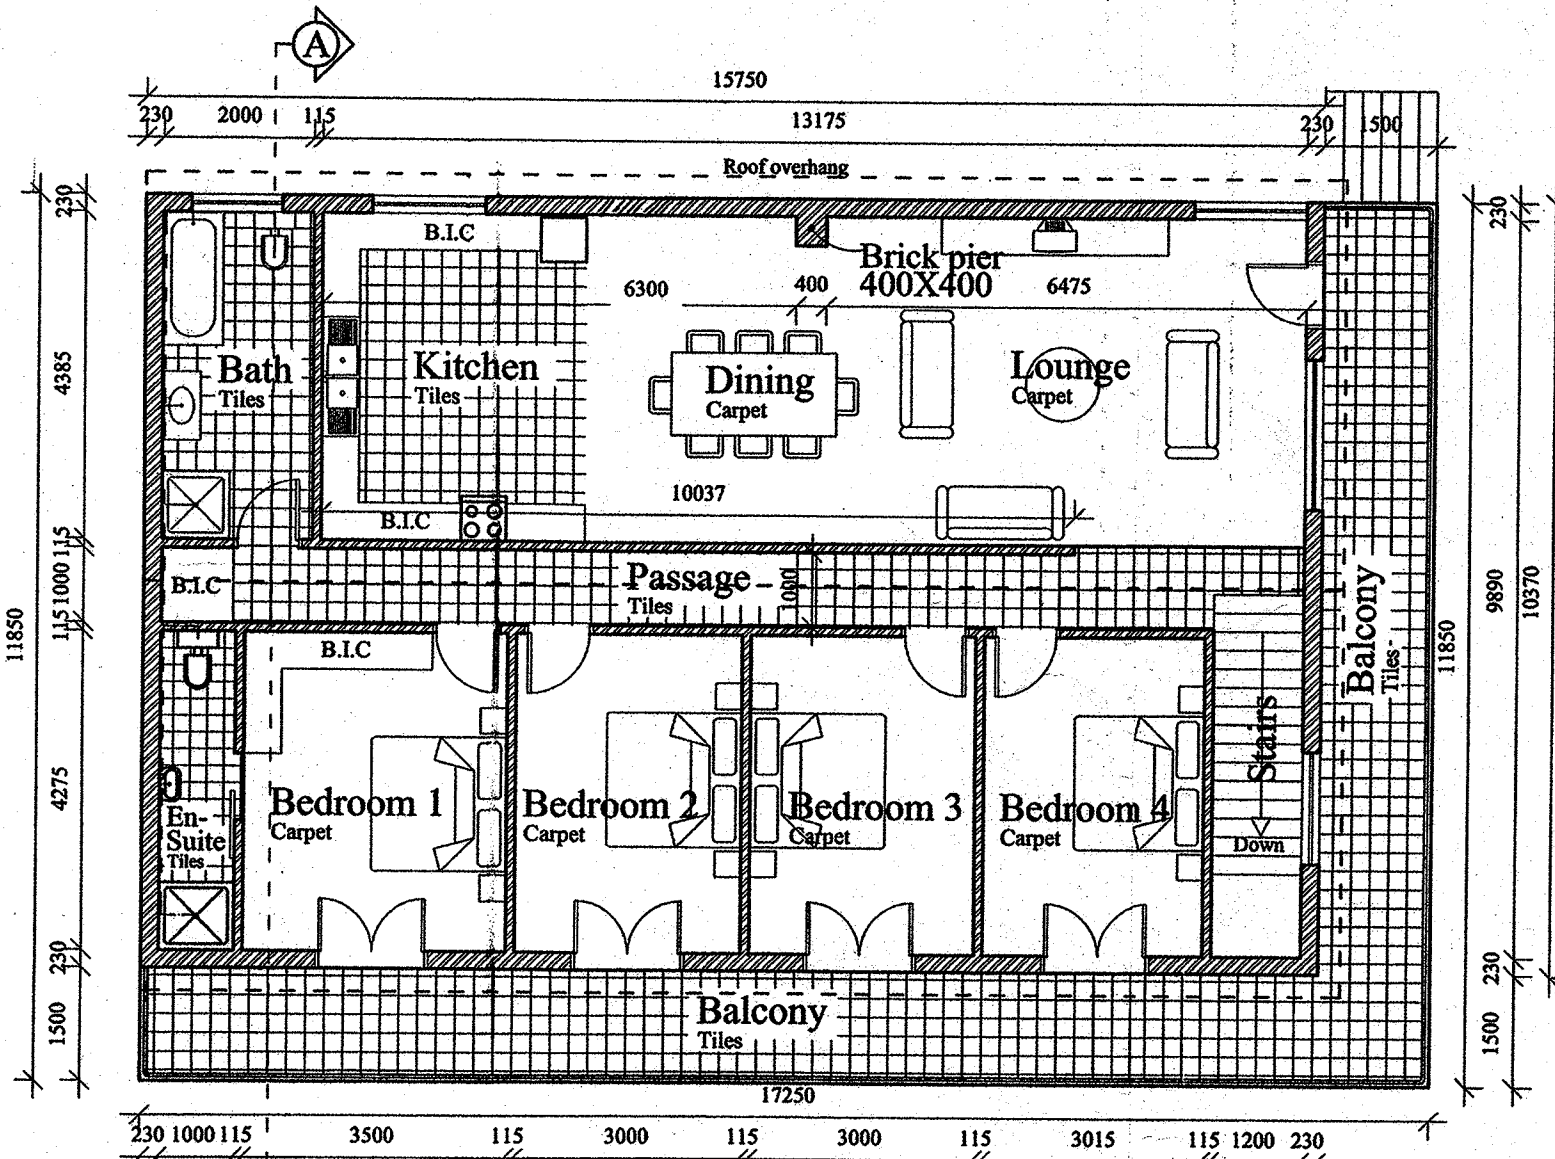 A
15750
230 2000 115 13175 230 1500
Roof overhang
230
4385
115
1000
115
4275
230
1500
11850
B.I.C
Brick pier
400X400
6300 400 6475
Bath
Tiles
Kitchen
Tiles
Dining
Carpet
Lounge
Carpet
10037
B.I.C
B.I.C
Passage
Tiles
1000
B.I.C
Bedroom 1
Carpet
Bedroom 2
Carpet
Bedroom 3
Carpet
Bedroom 4
Carpet
En-
Suite
Tiles
Stairs
Down
Balcony
Tiles
Balcony
Tiles
230
9890
10370
11850
230
1500
17250
230 1000 115 3500 115 3000 115 3000 115 3015 115 1200 230